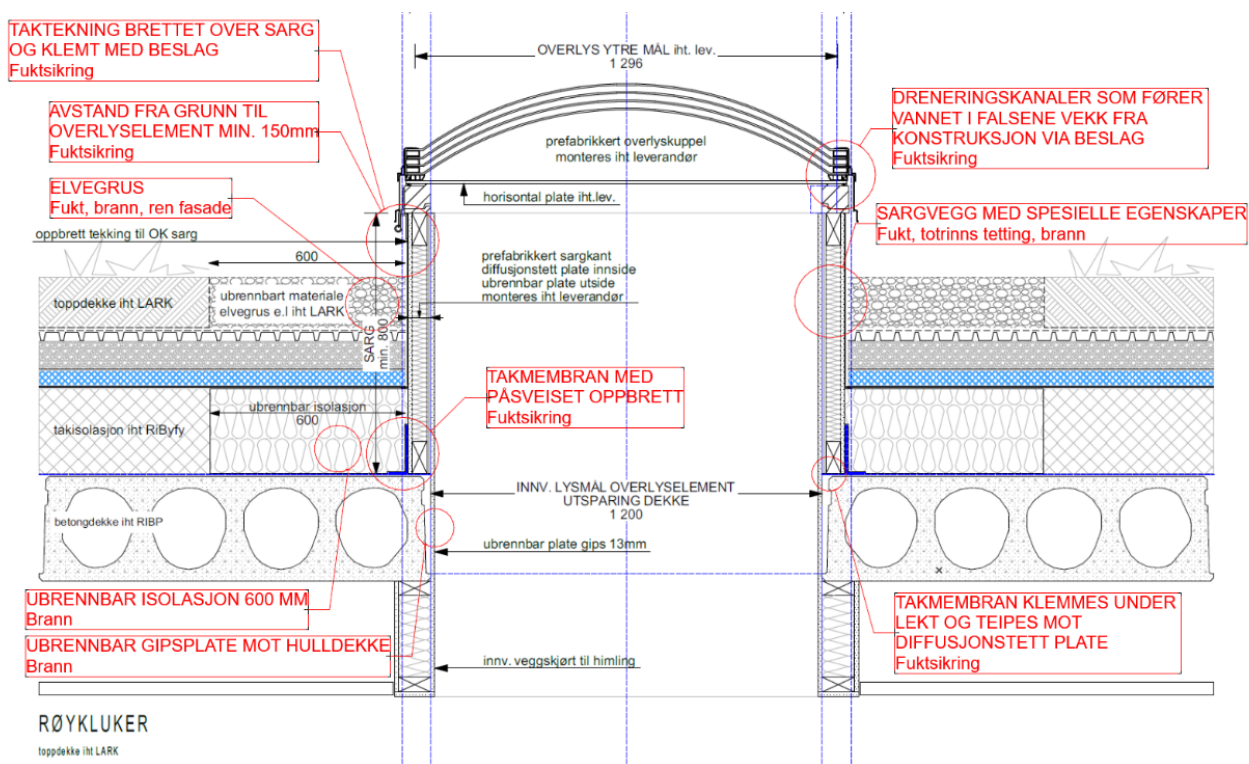 TAKTEKNING BRETTET OVER SARG
OG KLEMT MED BESLAG
Fuktsikring
OVERLYS YTRE MÅL iht. lev.
1 296
AVSTAND FRA GRUNN TIL
OVERLYSELEMENT MIN. 150mm
Fuktsikring
DRENERINGSKANALER SOM FØRER
VANNET I FALSENE VEKK FRA
KONSTRUKSJON VIA BESLAG
Fuktsikring
prefabrikkert overlyskuppel
monteres iht leverandør
ELVEGRUS
Fukt, brann, ren fasade
horisontal plate iht.lev.
SARGVEGG MED SPESIELLE EGENSKAPER
Fukt, totrinns tetting, brann
oppbrett tekking til OK sarg
600
prefabrikkert sargkant
diffusjonstett plate innside
ubrennbar plate utside
monteres iht leverandør
toppdekke iht LARK
ubrennbart materiale
elvegrus e.l iht LARK
SARG
min. 800
TAKMEMBRAN MED
PÅSVEISET OPPBRETT
Fuktsikring
ubrennbar isolasjon
600
takisolasjon iht RiByfy
INNV. LYSMÅL OVERLYSELEMENT
UTSPARING DEKKE
1 200
betongdekke iht RIBP
ubrennbar plate gips 13mm
UBRENNBAR ISOLASJON 600 MM
Brann
TAKMEMBRAN KLEMMES UNDER
LEKT OG TEIPES MOT
DIFFUSJONSTETT PLATE
Fuktsikring
UBRENNBAR GIPSPLATE MOT HULLDEKKE
Brann
innv. veggskjørt til himling
RØYKLUKER
toppdekke iht LARK